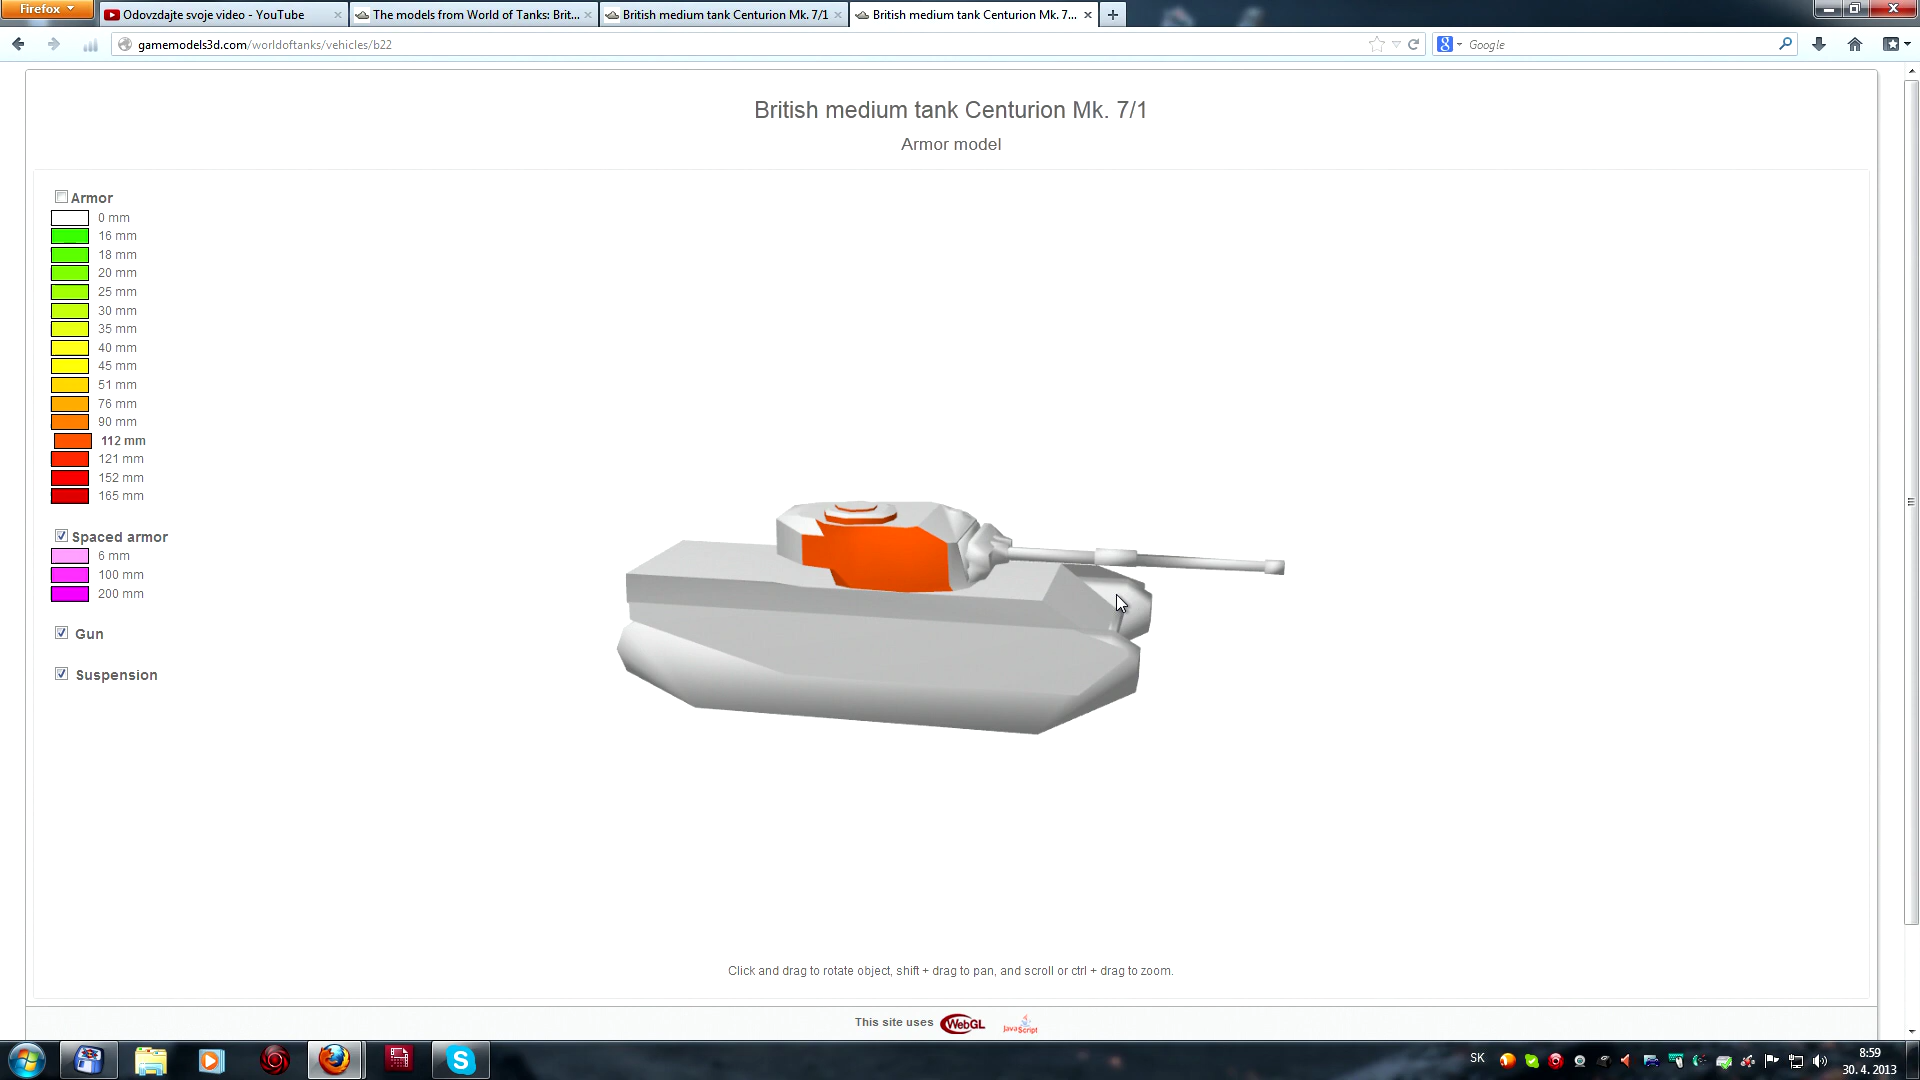 Firefox
Odovzdajte svoje video - YouTube
The models from World of Tanks: Brit...
British medium tank Centurion Mk. 7/1
British medium tank Centurion Mk. 7...
gamemodels3d.com/worldoftanks/vehicles/b22
Google
British medium tank Centurion Mk. 7/1
Armor model
Armor
0 mm
16 mm
18 mm
20 mm
25 mm
30 mm
35 mm
40 mm
45 mm
51 mm
76 mm
90 mm
112 mm
121 mm
152 mm
165 mm
Spaced armor
6 mm
100 mm
200 mm
Gun
Suspension
Click and drag to rotate object, shift + drag to pan, and scroll or ctrl + drag to zoom.
This site uses WebGL JavaScript
SK
8:59
30. 4. 2013